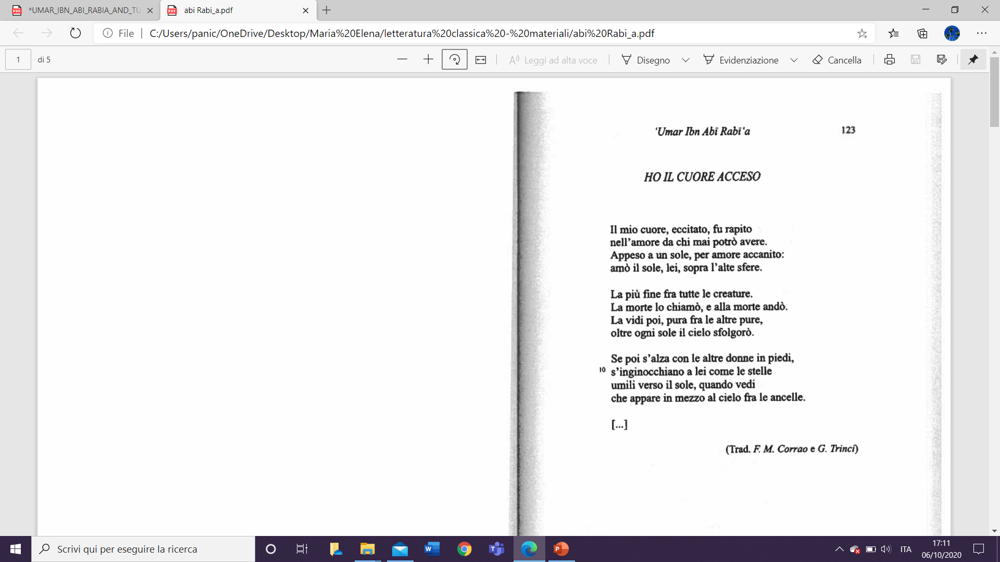 *UMAR_IBN_ABI_RABIA_AND_TU
abi Rabi_a.pdf
File
C:/Users/panic/OneDrive/Desktop/Maria%20Elena/letteratura%20classica%20-%20materiali/abi%20Rabi_a.pdf
1 di 5
Leggi ad alta voce
Disegno
Evidenziazione
Cancella
‘Umar Ibn Abī Rabī‘a 123
HO IL CUORE ACCESO
Il mio cuore, eccitato, fu rapito
nell’amore da chi mai potrò avere.
Appeso a un sole, per amore accanito:
amò il sole, lei, sopra l’alte sfere.
La più fine fra tutte le creature.
La morte lo chiamò, e alla morte andò.
La vidi poi, pura fra le altre pure,
oltre ogni sole il cielo sfolgorò.
Se poi s’alza con le altre donne in piedi,
10 s’inginocchiano a lei come le stelle
umili verso il sole, quando vedi
che appare in mezzo al cielo fra le ancelle.
[...]
(Trad. F. M. Corrao e G. Trinci)
Scrivi qui per eseguire la ricerca
ITA
17:11
06/10/2020